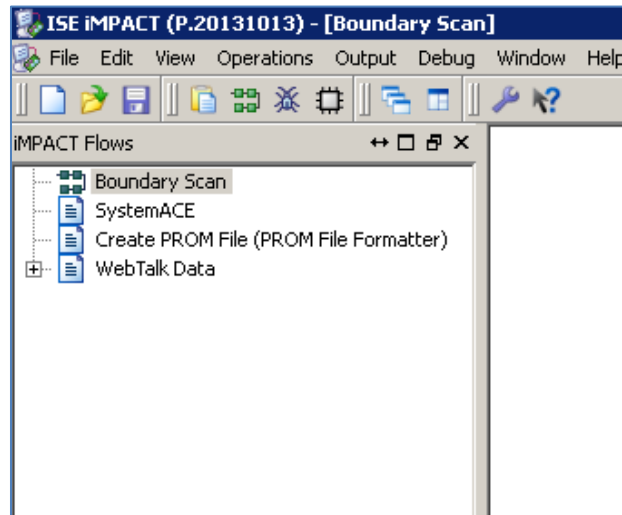 ISE iMPACT (P.20131013) - [Boundary Scan]
File Edit View Operations Output Debug Window Help
iMPACT Flows
Boundary Scan
SystemACE
Create PROM File (PROM File Formatter)
WebTalk Data